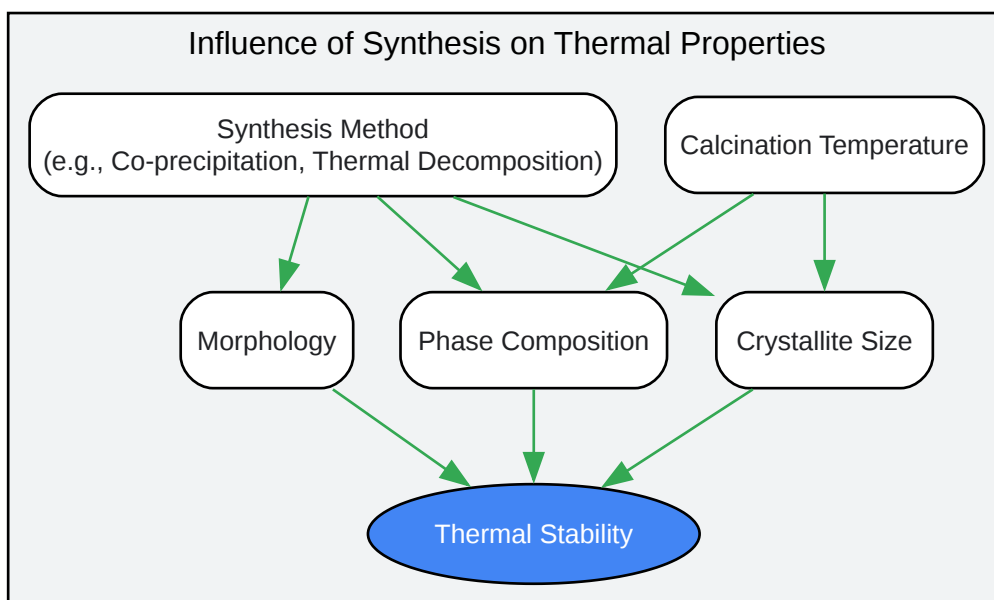 Influence of Synthesis on Thermal Properties
Synthesis Method
(e.g., Co-precipitation, Thermal Decomposition)
Calcination Temperature
Morphology
Phase Composition
Crystallite Size
Thermal Stability